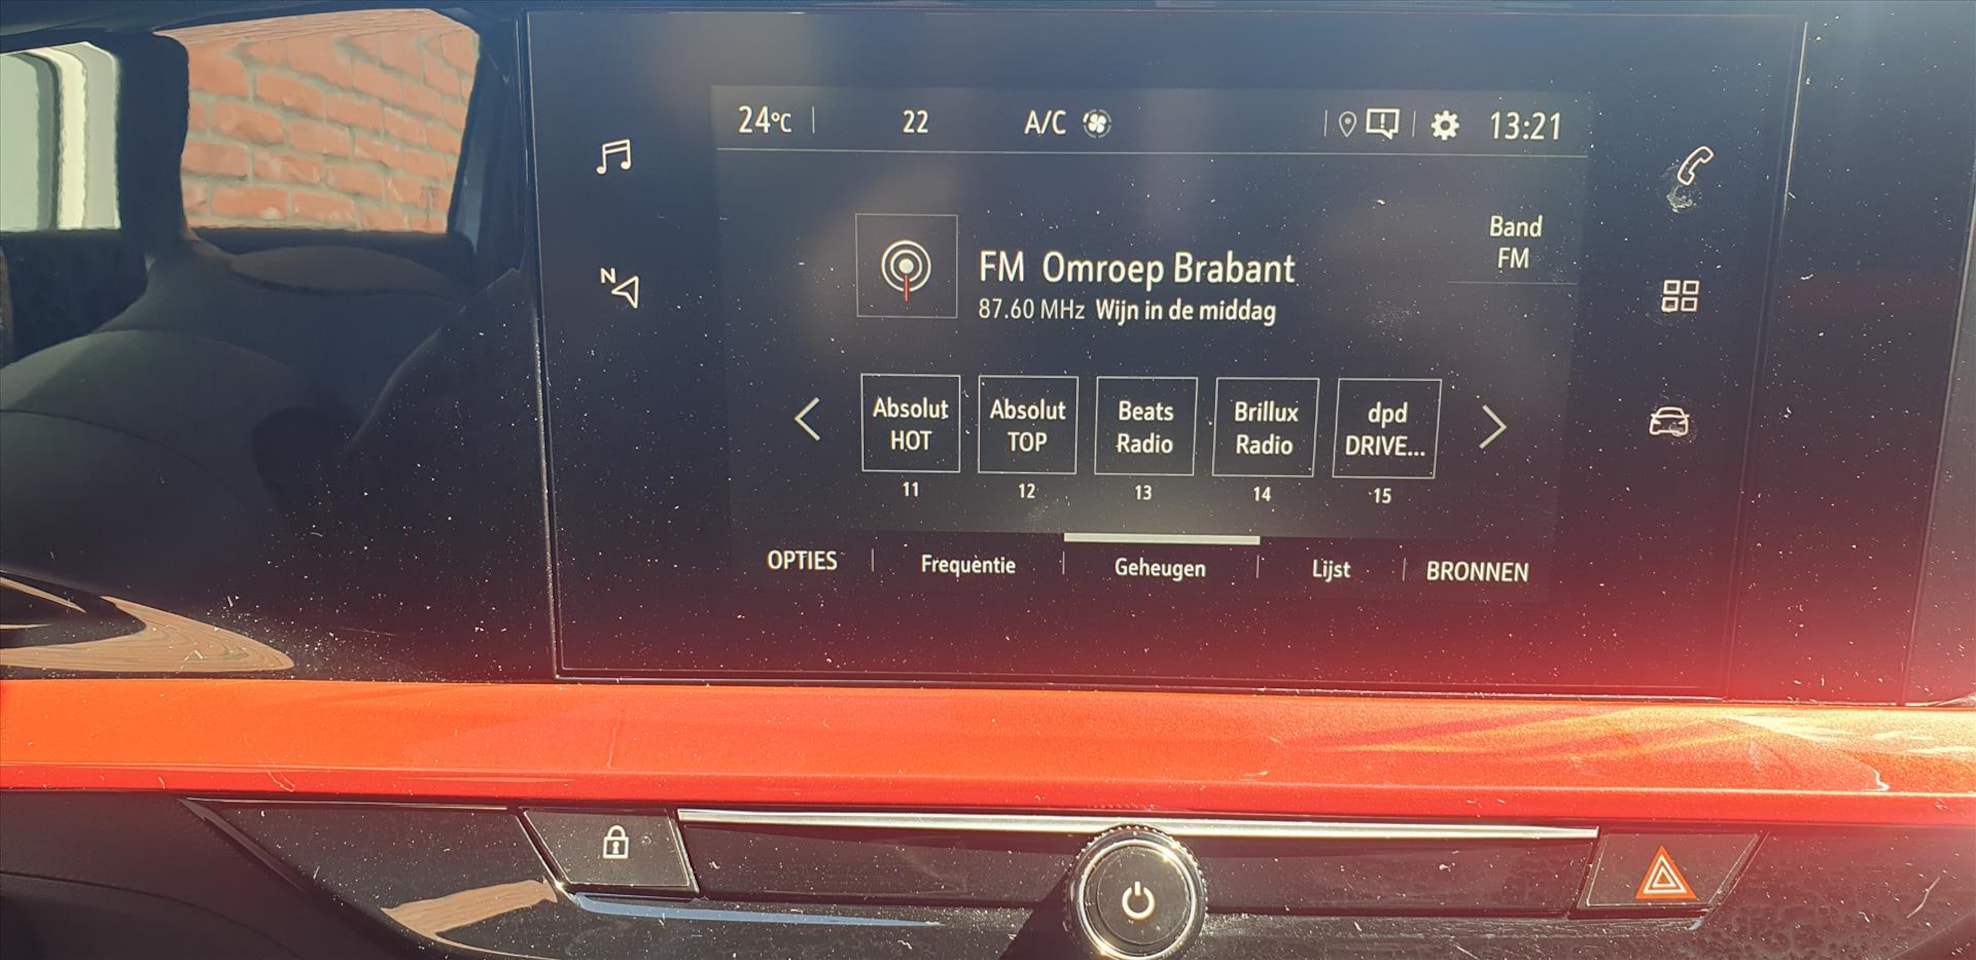 24°C 22 A/C 13:21
N
Band
FM
FM Omroep Brabant
87.60 MHz Wijn in de middag
Absolut
HOT
11
Absolut
TOP
12
Beats
Radio
13
Brillux
Radio
14
dpd
DRIVE...
15
OPTIES Frequentie Geheugen Lijst BRONNEN